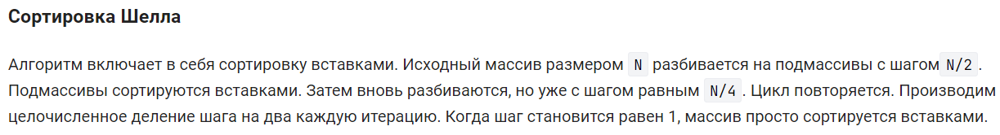 Сортировка Шелла
Алгоритм включает в себя сортировку вставками. Исходный массив размером N разбивается на подмассивы с шагом N/2 .
Подмассивы сортируются вставками. Затем вновь разбиваются, но уже с шагом равным N/4 . Цикл повторяется. Производим
целочисленное деление шага на два каждую итерацию. Когда шаг становится равен 1, массив просто сортируется вставками.